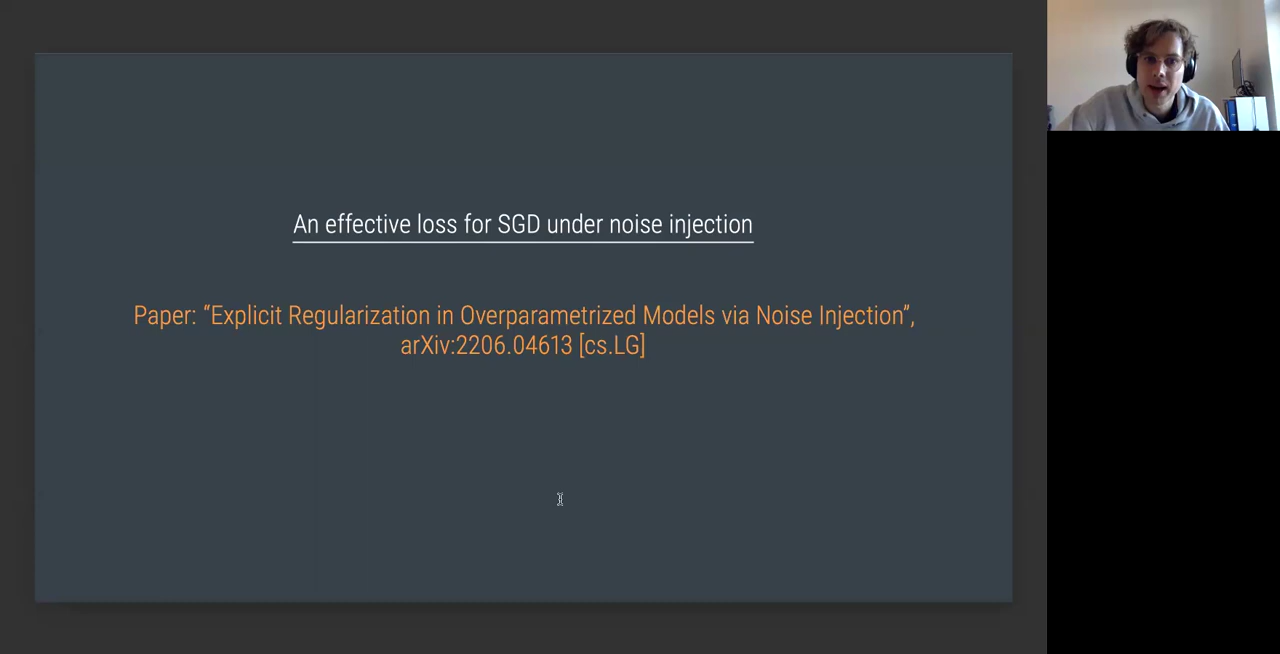 An effective loss for SGD under noise injection
Paper: “Explicit Regularization in Overparametrized Models via Noise Injection”,
arXiv:2206.04613 [cs.LG]